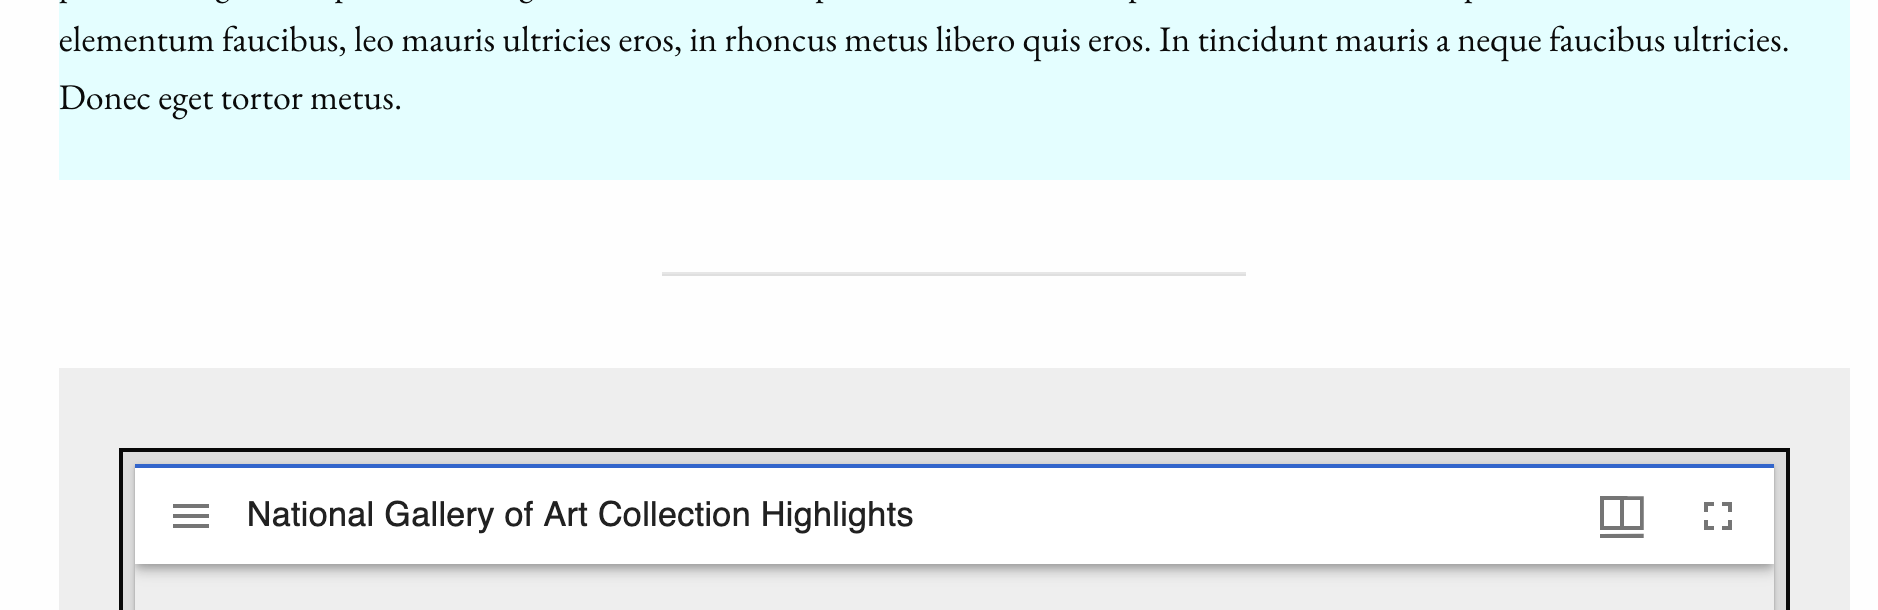 elementum faucibus, leo mauris ultricies eros, in rhoncus metus libero quis eros. In tincidunt mauris a neque faucibus ultricies.
Donec eget tortor metus.
National Gallery of Art Collection Highlights